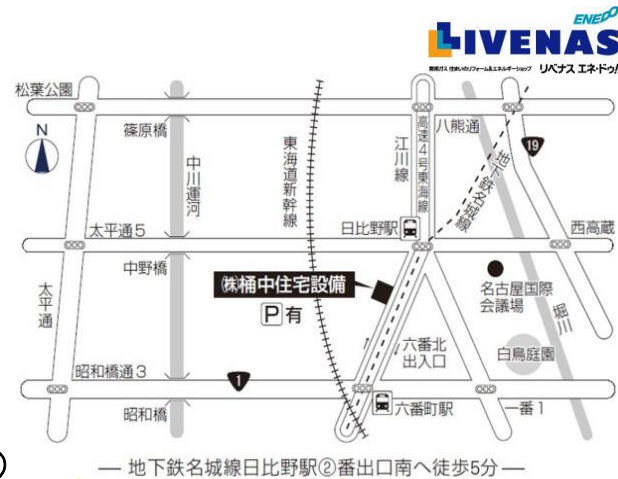 ENEDO
LIVENAS
東邦ガス 住まいのリフォーム&エネルギーショップ リベナス エネ・ドゥ!
松葉公園
N
篠原橋
中川運河
東海道新幹線
江川線
高速4号東海線
八熊通
地下鉄名城線
19
日比野駅
太平通5
西高蔵
太平通
中野橋
㈱桶中住宅設備
P有
名古屋国際
会議場
堀川
白鳥庭園
六番北
出入口
昭和橋通3
1
昭和橋
六番町駅
一番1
― 地下鉄名城線日比野駅②番出口南へ徒歩5分 ―